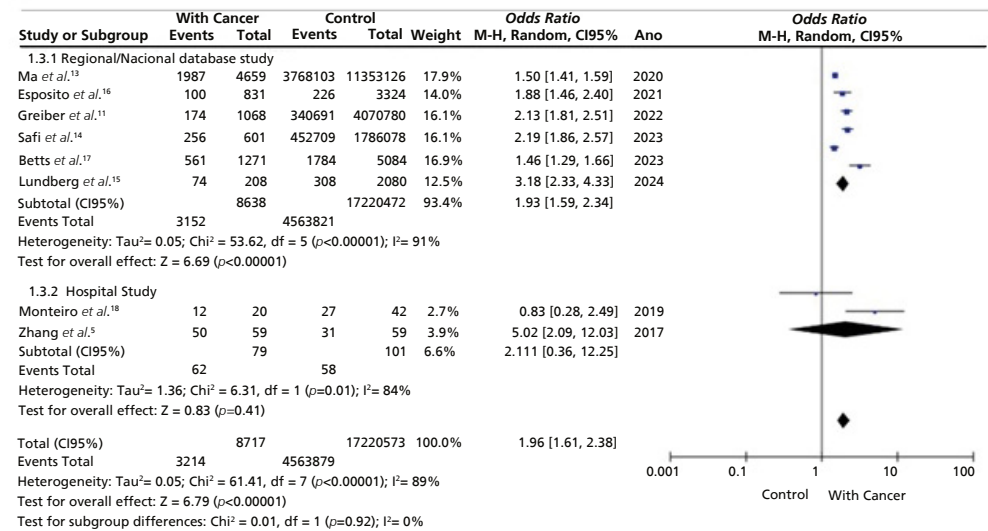 With Cancer Control Odds Ratio Odds Ratio
Study or Subgroup Events Total Events Total Weight M-H, Random, CI95% Ano M-H, Random, CI95%
1.3.1 Regional/Nacional database study
Ma et al.¹³ 1987 4659 3768103 11353126 17.9% 1.50 [1.41, 1.59] 2020
Esposito et al.¹⁶ 100 831 226 3324 14.0% 1.88 [1.46, 2.40] 2021
Greiber et al.¹¹ 174 1068 340691 4070780 16.1% 2.13 [1.81, 2.51] 2022
Safi et al.¹⁴ 256 601 452709 1786078 16.1% 2.19 [1.86, 2.57] 2023
Betts et al.¹⁷ 561 1271 1784 5084 16.9% 1.46 [1.29, 1.66] 2023
Lundberg et al.¹⁵ 74 208 308 2080 12.5% 3.18 [2.33, 4.33] 2024
Subtotal (CI95%) 8638 17220472 93.4% 1.93 [1.59, 2.34]
Events Total 3152 4563821
Heterogeneity: Tau²= 0.05; Chi² = 53.62, df = 5 (p<0.00001); I²= 91%
Test for overall effect: Z = 6.69 (p<0.00001)
1.3.2 Hospital Study
Monteiro et al.¹⁸ 12 20 27 42 2.7% 0.83 [0.28, 2.49] 2019
Zhang et al.⁵ 50 59 31 59 3.9% 5.02 [2.09, 12.03] 2017
Subtotal (CI95%) 79 101 6.6% 2.111 [0.36, 12.25]
Events Total 62 58
Heterogeneity: Tau²= 1.36; Chi² = 6.31, df = 1 (p=0.01); I²= 84%
Test for overall effect: Z = 0.83 (p=0.41)
Total (CI95%) 8717 17220573 100.0% 1.96 [1.61, 2.38]
Events Total 3214 4563879
Heterogeneity: Tau²= 0.05; Chi² = 61.41, df = 7 (p<0.00001); I²= 89%
Test for overall effect: Z = 6.79 (p<0.00001)
Test for subgroup differences: Chi² = 0.01, df = 1 (p=0.92); I²= 0%
0.001 0.1 1 10 100
Control With Cancer